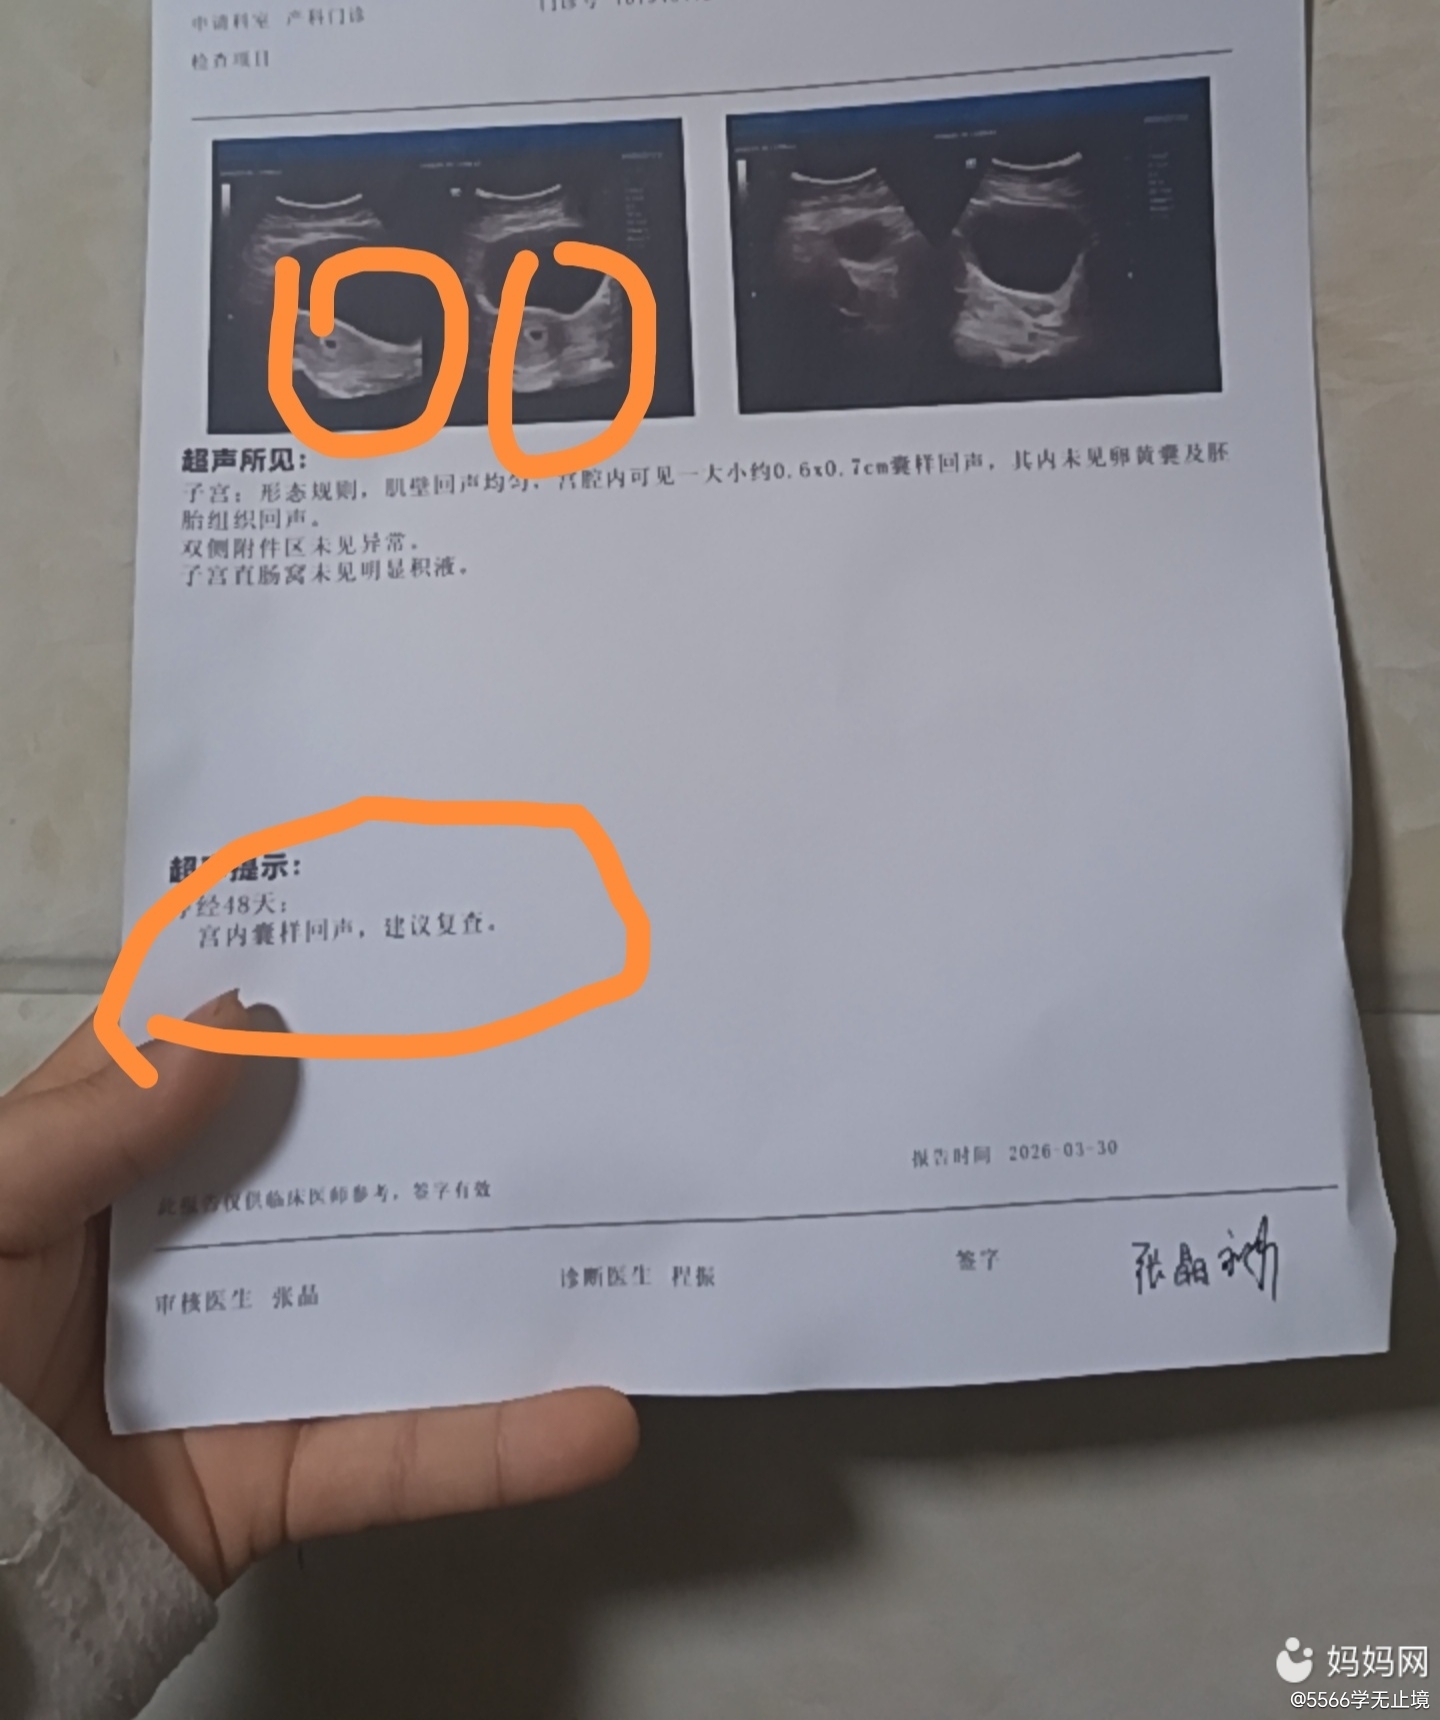 申请科室 产科门诊
检查项目
超声所见：
子宫：形态规则，肌壁回声均匀，宫腔内可见一大小约0.6x0.7cm囊样回声，其内未见卵黄囊及胚
胎组织回声。
双侧附件区未见异常。
子宫直肠窝未见明显积液。
提示：
经48天：
宫内囊样回声，建议复查。
报告时间 2026-03-30
此报告仅供临床医师参考，签字有效
审核医生 张晶
诊断医生 程振
签字
张晶
妈妈网
@5566学无止境